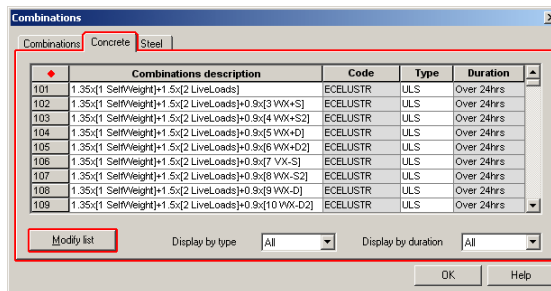 Combinations
Combinations Concrete Steel
Combinations description Code Type Duration
101 1.35x[1 SelfWeight]+1.5x[2 LiveLoads] ECELUSTR ULS Over 24hrs
102 1.35x[1 SelfWeight]+1.5x[2 LiveLoads]+0.9x[3 WX+S] ECELUSTR ULS Over 24hrs
103 1.35x[1 SelfWeight]+1.5x[2 LiveLoads]+0.9x[4 WX+S2] ECELUSTR ULS Over 24hrs
104 1.35x[1 SelfWeight]+1.5x[2 LiveLoads]+0.9x[5 WX+D] ECELUSTR ULS Over 24hrs
105 1.35x[1 SelfWeight]+1.5x[2 LiveLoads]+0.9x[6 WX+D2] ECELUSTR ULS Over 24hrs
106 1.35x[1 SelfWeight]+1.5x[2 LiveLoads]+0.9x[7 VX-S] ECELUSTR ULS Over 24hrs
107 1.35x[1 SelfWeight]+1.5x[2 LiveLoads]+0.9x[8 WX-S2] ECELUSTR ULS Over 24hrs
108 1.35x[1 SelfWeight]+1.5x[2 LiveLoads]+0.9x[9 WX-D] ECELUSTR ULS Over 24hrs
109 1.35x[1 SelfWeight]+1.5x[2 LiveLoads]+0.9x[10 WX-D2] ECELUSTR ULS Over 24hrs
Modify list Display by type All Display by duration All
OK Help